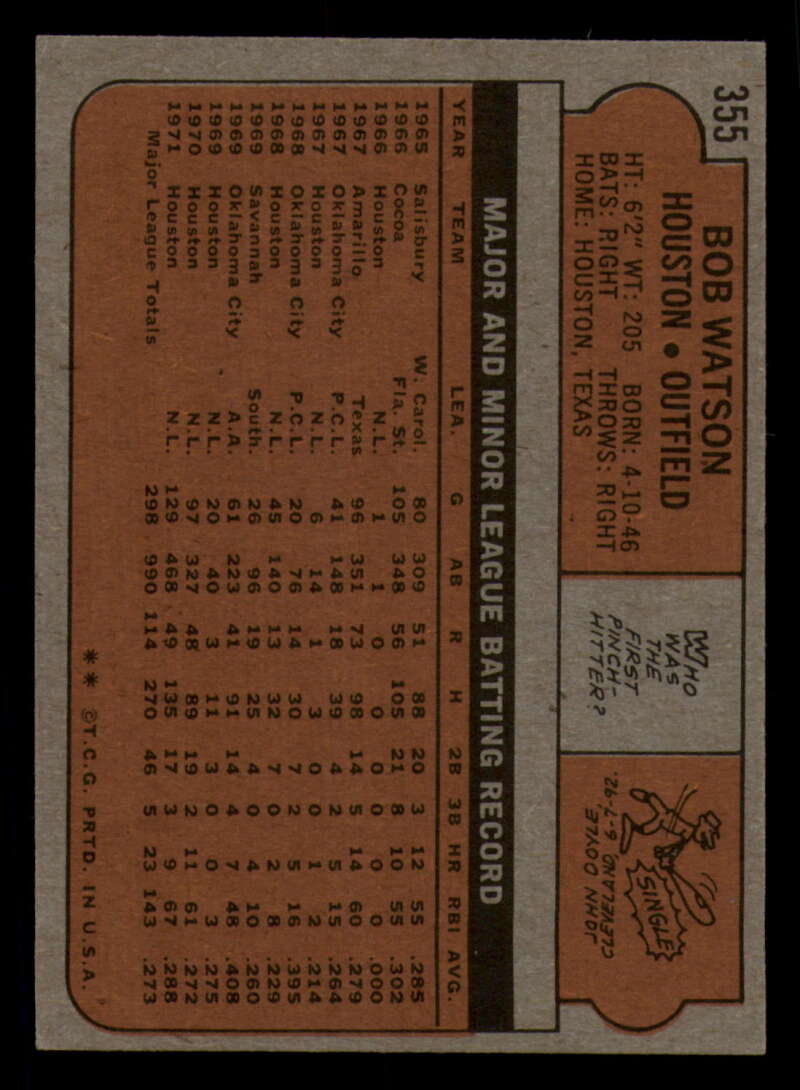 355
BOB WATSON
HOUSTON • OUTFIELD
HT: 6'2" WT: 205 BORN: 4-10-46
BATS: RIGHT THROWS: RIGHT
HOME: HOUSTON, TEXAS
WHO
WAS
THE
FIRST
PINCH-
HITTER?
SINGLE
JOHN DOYLE,
CLEVELAND, 6-7-92.
MAJOR AND MINOR LEAGUE BATTING RECORD
YEAR TEAM LEA. G AB R H 2B 3B HR RBI AVG.
1965 Salisbury W. Carol. 80 309 51 88 20 3 12 55 .285
1966 Cocoa Fla. St. 105 348 56 105 21 8 10 55 .302
1966 Houston N.L. 1 1 0 0 0 0 0 0 .000
1967 Amarillo Texas 96 351 73 98 14 5 14 60 .279
1967 Oklahoma City P.C.L. 41 148 18 39 4 2 5 15 .264
1967 Houston N.L. 6 14 1 3 0 0 1 2 .214
1968 Oklahoma City P.C.L. 20 76 14 30 7 2 5 16 .395
1968 Houston N.L. 45 140 13 32 7 0 2 8 .229
1969 Savannah South. 26 96 19 25 4 0 4 10 .260
1969 Oklahoma City A.A. 61 223 41 91 14 4 7 48 .408
1969 Houston N.L. 20 40 3 11 3 0 0 3 .275
1970 Houston N.L. 97 327 48 89 19 2 11 61 .272
1971 Houston N.L. 129 468 49 135 17 3 9 67 .288
Major League Totals 298 990 114 270 46 5 23 143 .273
** ©T.C.G. PRTD. IN U.S.A.